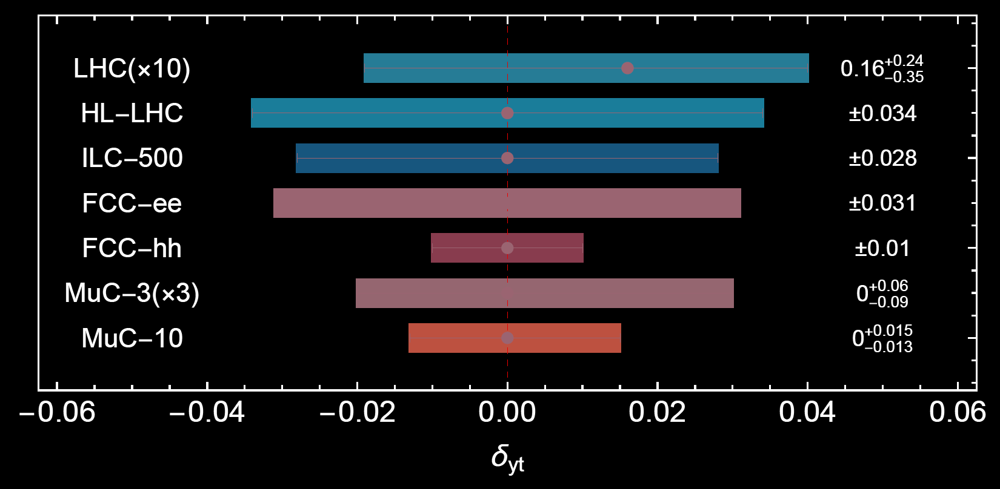 LHC(×10) 0.16+0.24−0.35
HL−LHC ±0.034
ILC−500 ±0.028
FCC−ee ±0.031
FCC−hh ±0.01
MuC−3(×3) 0+0.06−0.09
MuC−10 0+0.015−0.013
−0.06 −0.04 −0.02 0.00 0.02 0.04 0.06
δyt